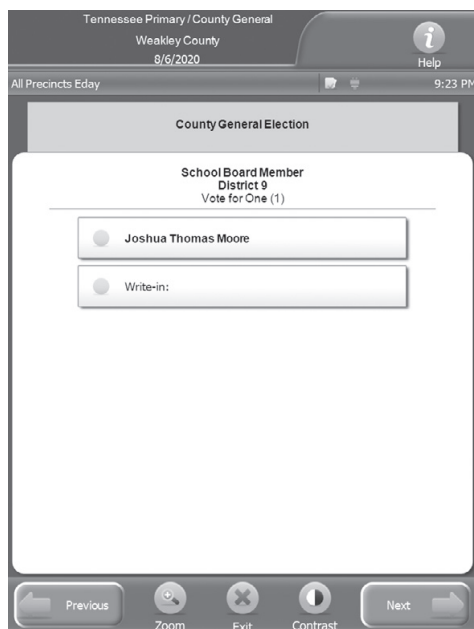 Tennessee Primary / County General
Weakley County
8/6/2020
Help
All Precincts Eday
9:23 PM
County General Election
School Board Member
District 9
Vote for One (1)
Joshua Thomas Moore
Write-in:
Previous
Zoom
Exit
Contrast
Next